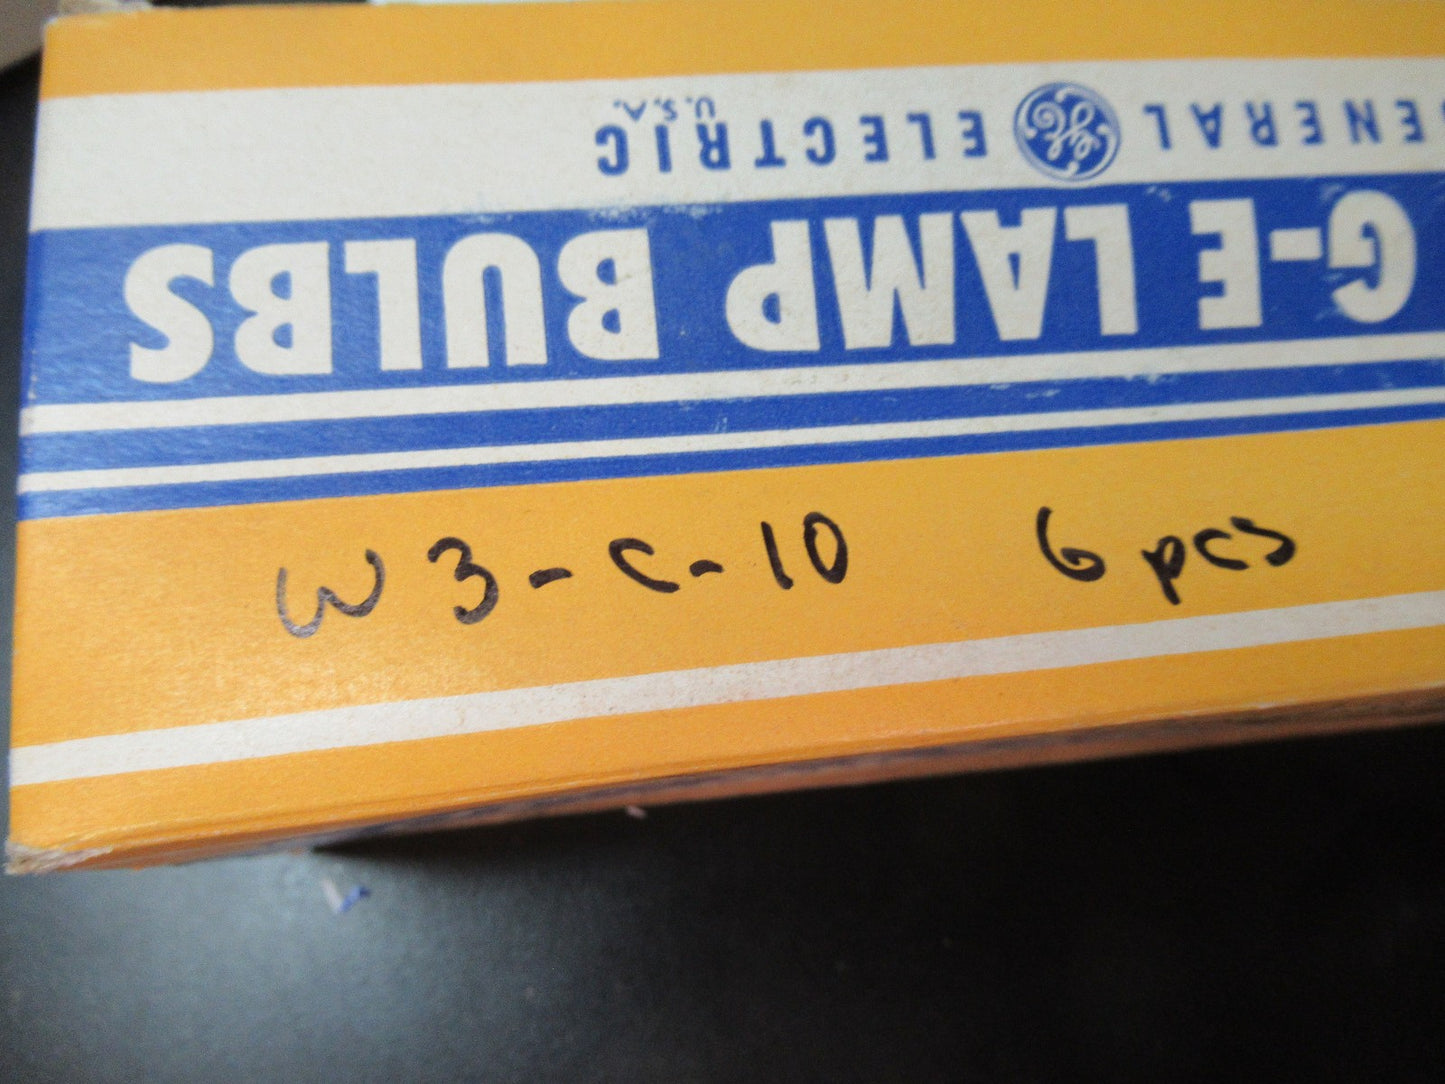 GENERAL ELECTRIC
U.S.A.
G-E LAMP BULBS
W3-C-10 6 pcs